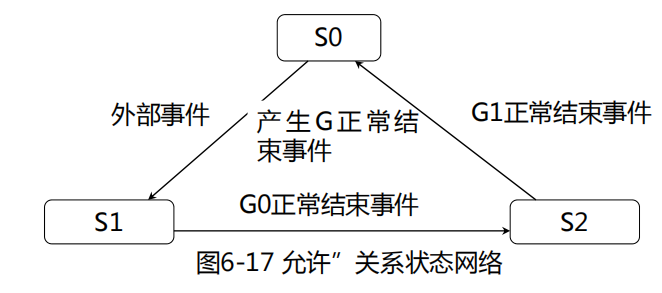 S0
外部事件
产生G正常结
束事件
G1正常结束事件
G0正常结束事件
S1
S2
图6-17 允许”关系状态网络